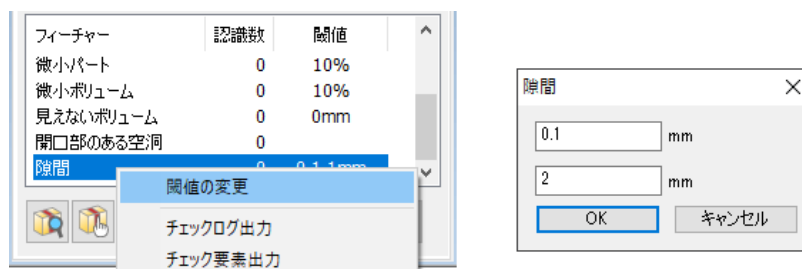 フィーチャー 認識数 閾値
微小パート 0 10%
微小ボリューム 0 10%
見えないボリューム 0 0mm
開口部のある空洞 0
隙間 0 0.1 1mm
閾値の変更
チェックログ出力
チェック要素出力
隙間
0.1 mm
2 mm
OK キャンセル